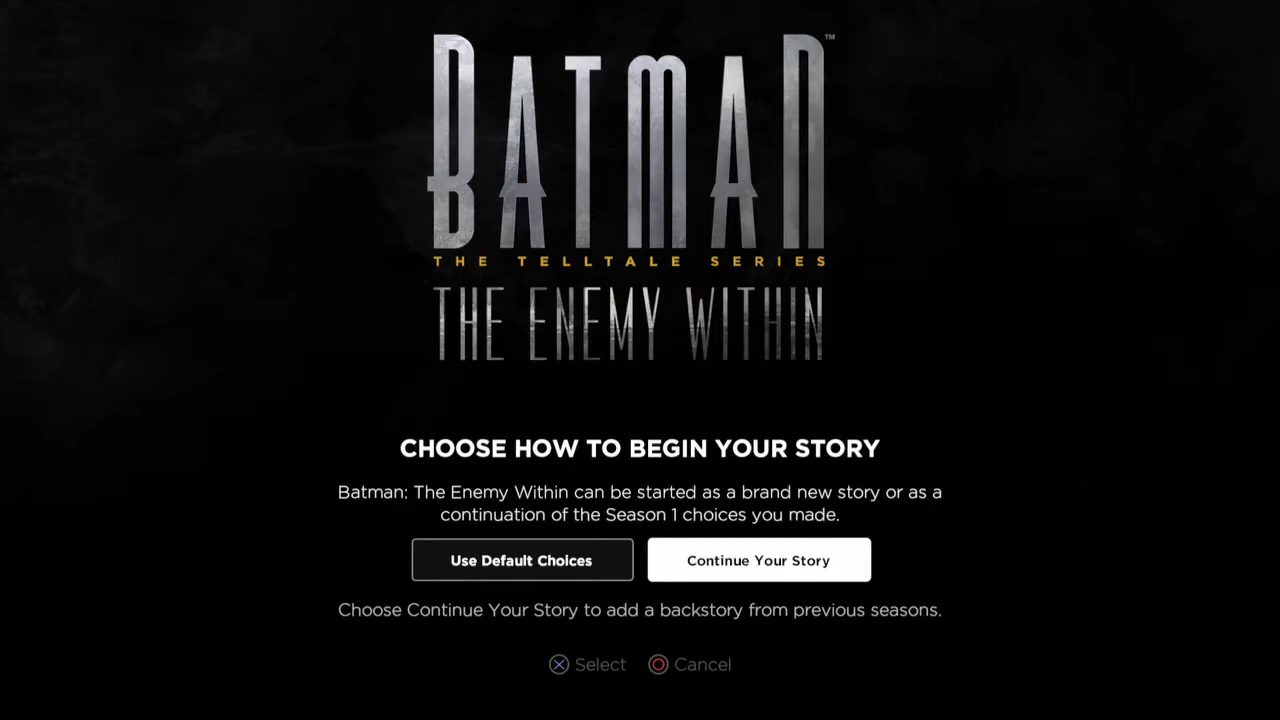 BATMAN™
THE TELLTALE SERIES
THE ENEMY WITHIN
CHOOSE HOW TO BEGIN YOUR STORY
Batman: The Enemy Within can be started as a brand new story or as a
continuation of the Season 1 choices you made.
Use Default Choices
Continue Your Story
Choose Continue Your Story to add a backstory from previous seasons.
Select Cancel